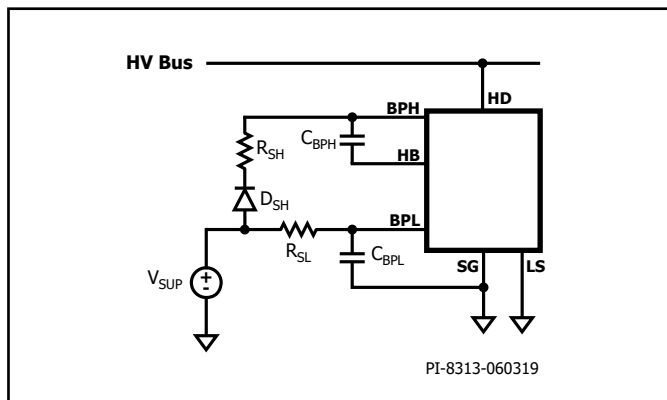 HV Bus
HD
BPH
C_BPH
R_SH
HB
D_SH
BPL
R_SL
C_BPL
SG
LS
V_SUP
+
-
PI-8313-060319